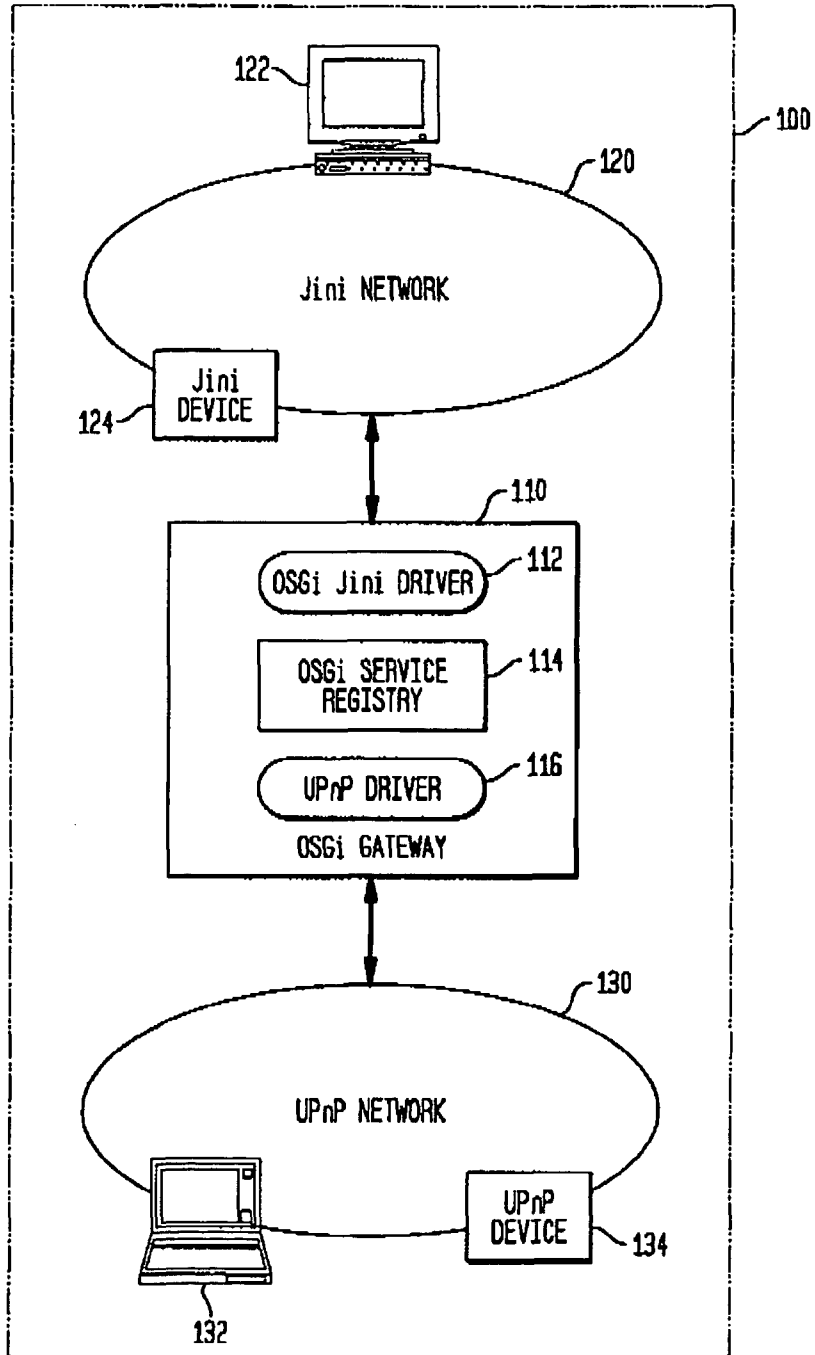 122
100
120
Jini NETWORK
Jini
DEVICE
124
110
OSGi Jini DRIVER
112
OSGi SERVICE
REGISTRY
114
UPnP DRIVER
116
OSGi GATEWAY
130
UPnP NETWORK
UPnP
DEVICE
134
132